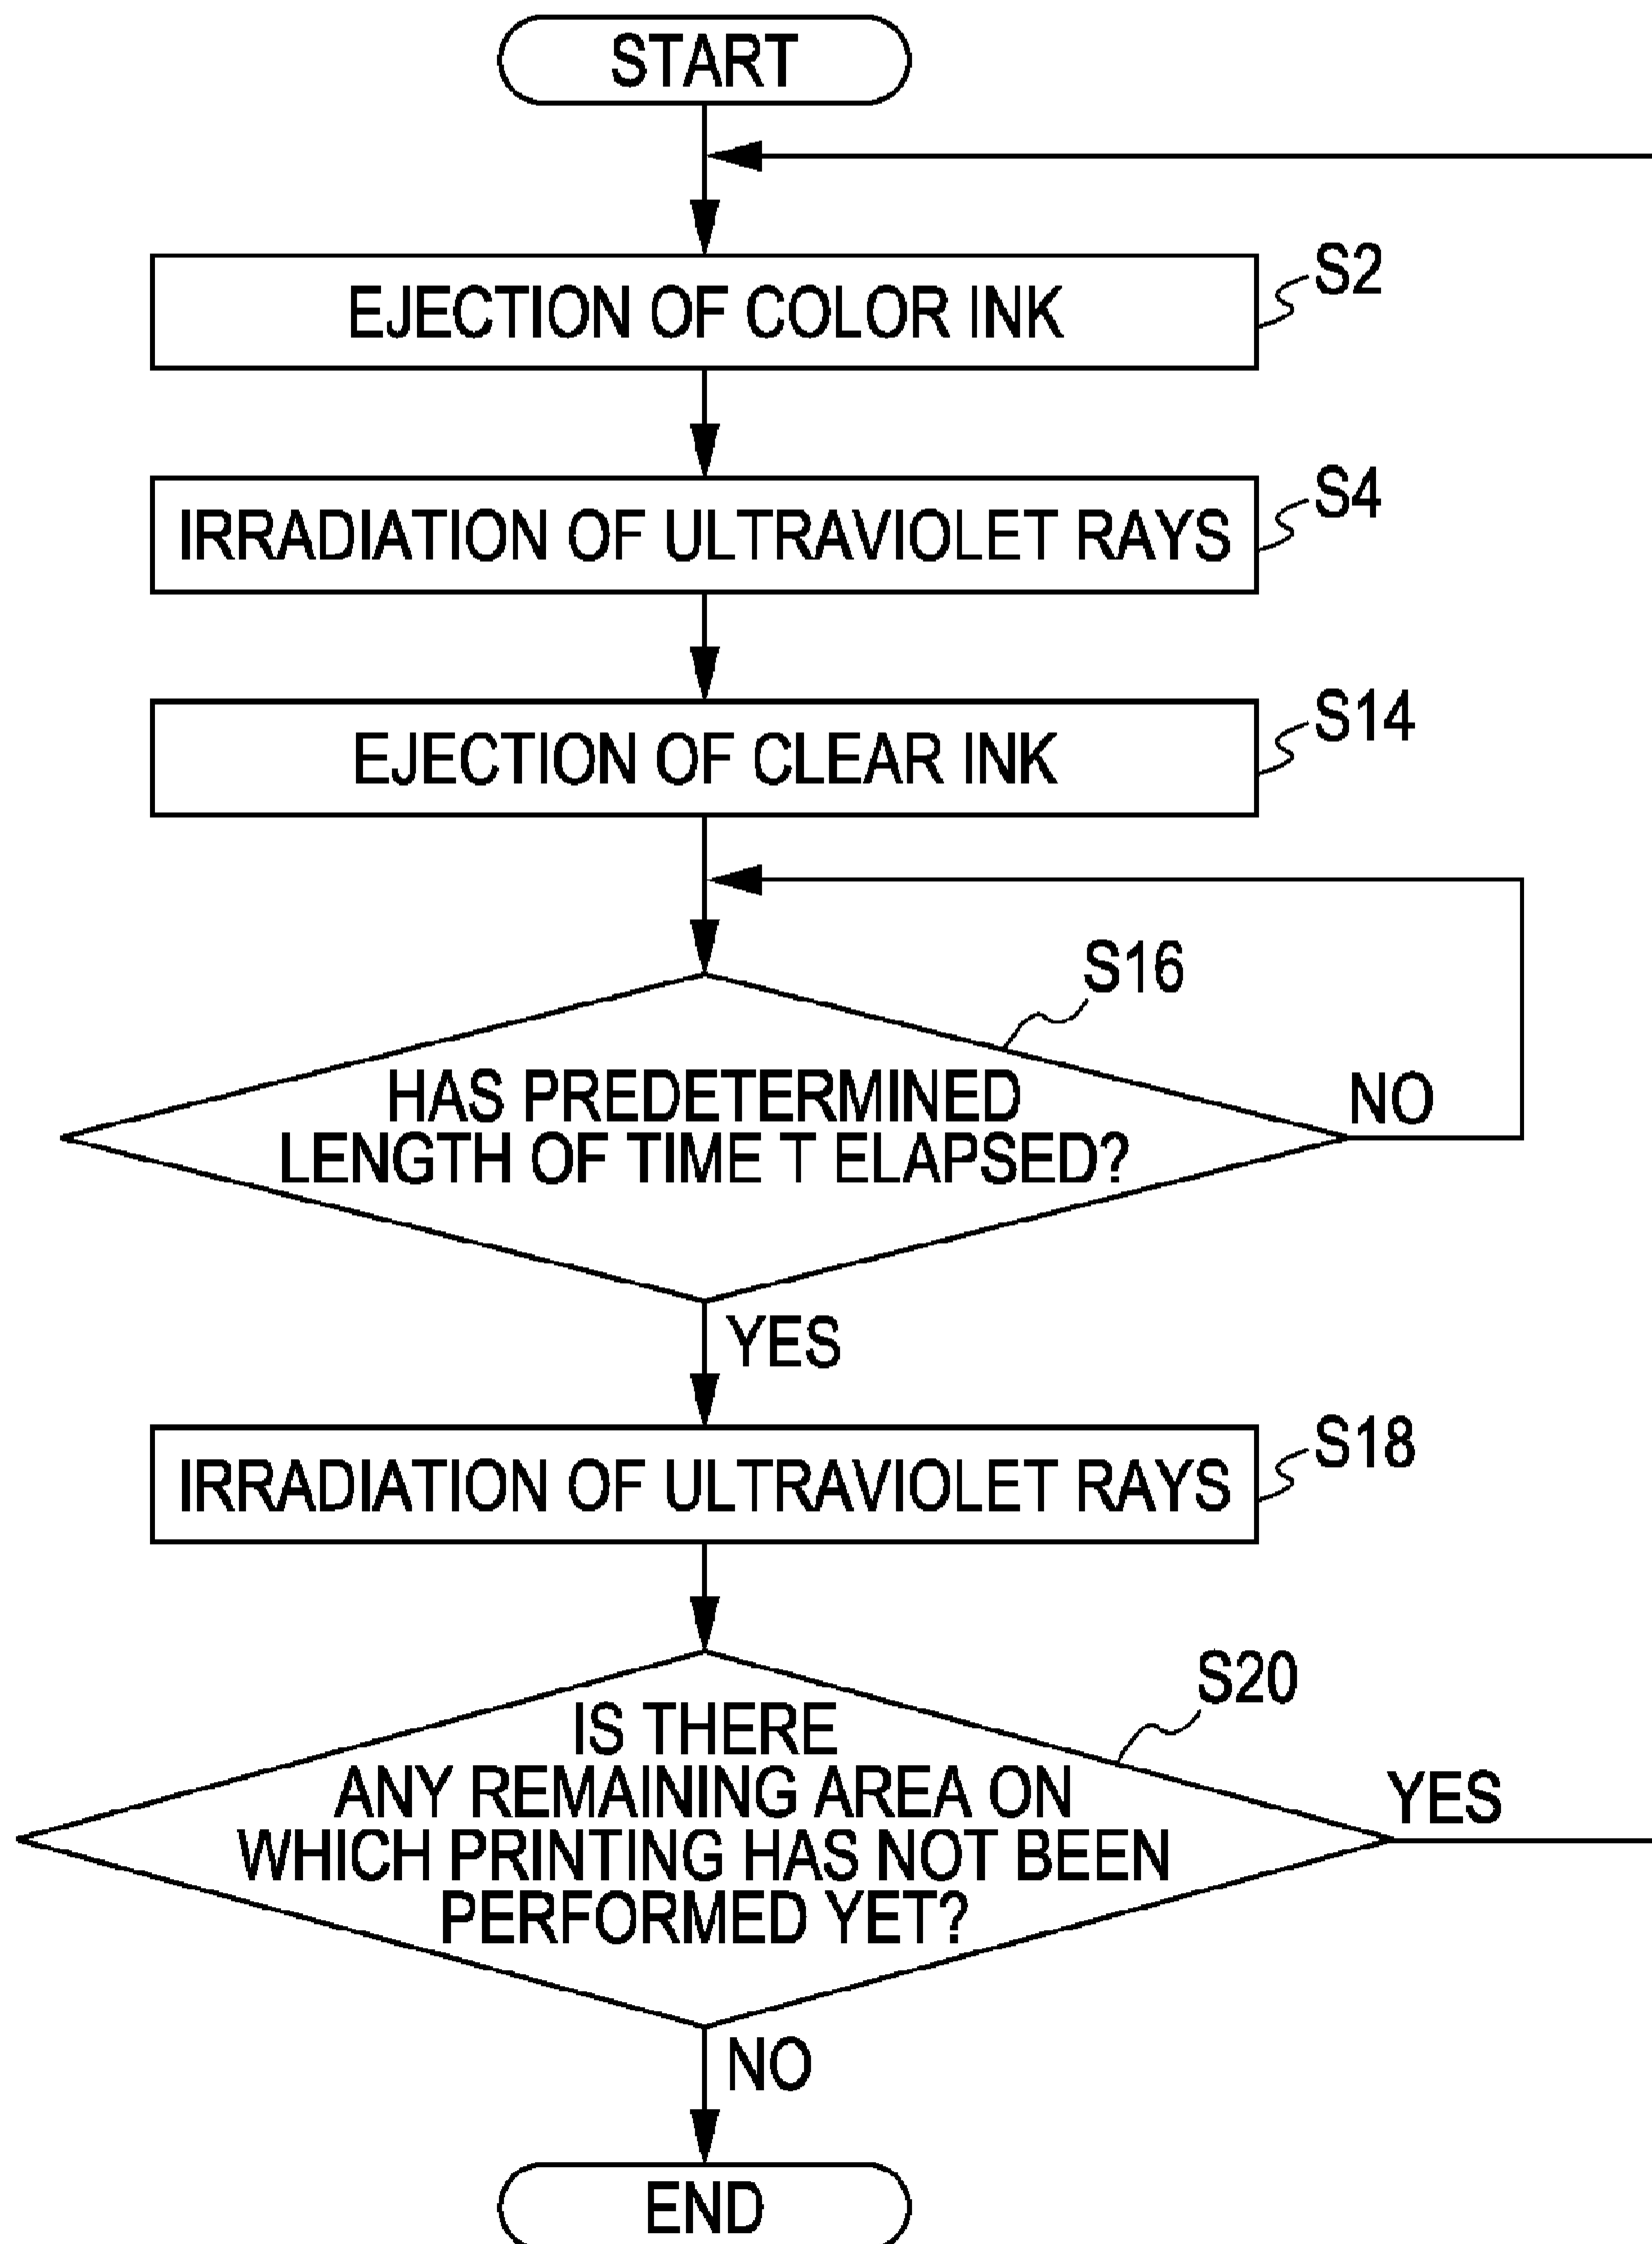 START
EJECTION OF COLOR INK
S2
IRRADIATION OF ULTRAVIOLET RAYS
S4
EJECTION OF CLEAR INK
S14
S16
HAS PREDETERMINED
LENGTH OF TIME T ELAPSED?
NO
YES
IRRADIATION OF ULTRAVIOLET RAYS
S18
S20
IS THERE
ANY REMAINING AREA ON
WHICH PRINTING HAS NOT BEEN
PERFORMED YET?
YES
NO
END